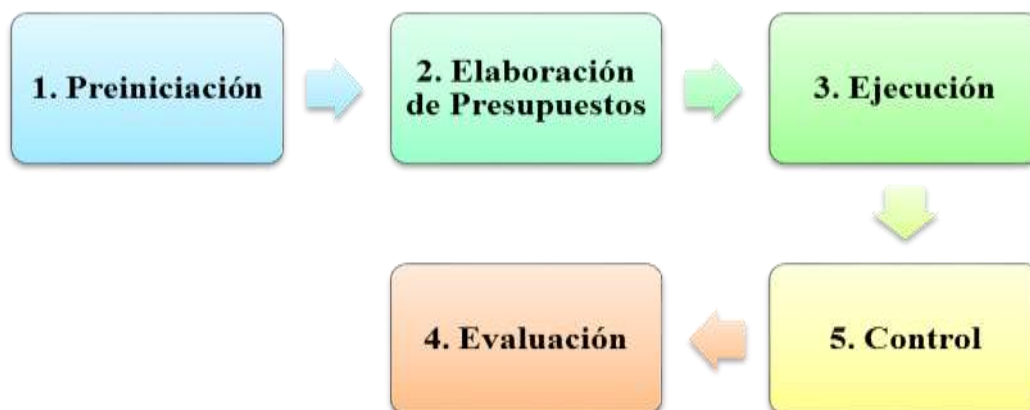 1. Preiniciación
2. Elaboración
de Presupuestos
3. Ejecución
4. Evaluación
5. Control